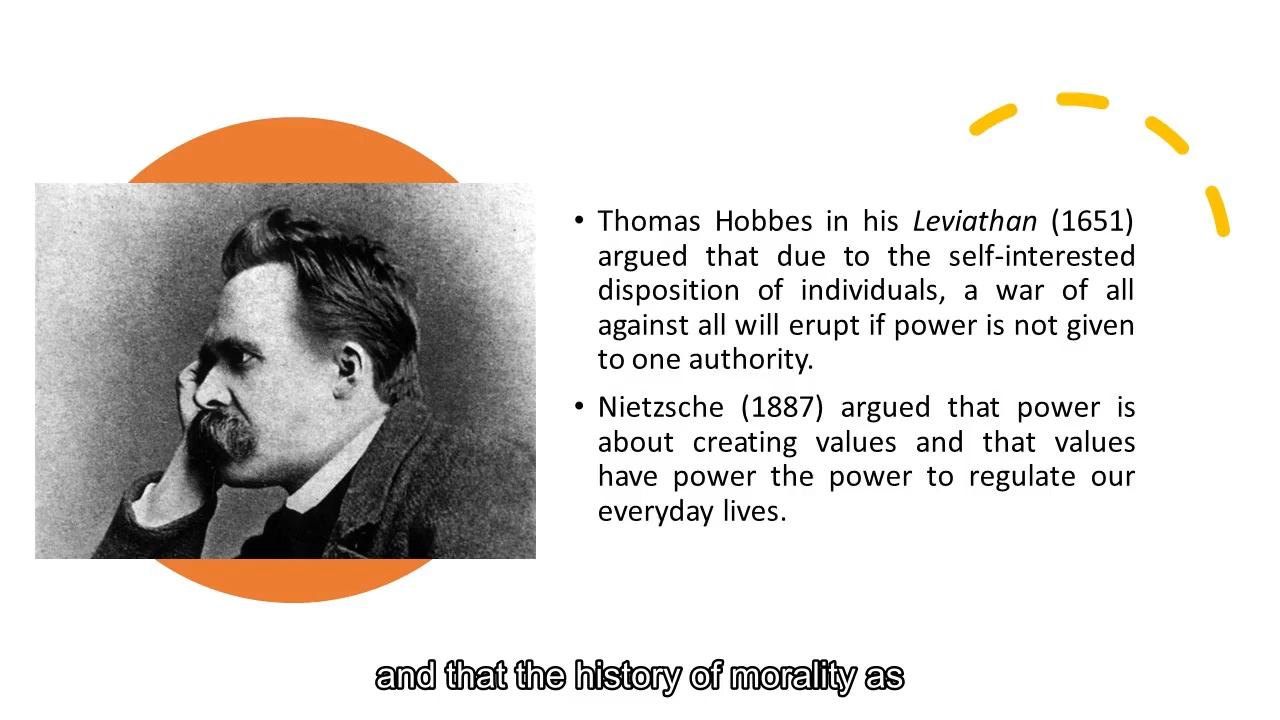 • Thomas Hobbes in his Leviathan (1651)
argued that due to the self-interested
disposition of individuals, a war of all
against all will erupt if power is not given
to one authority.
• Nietzsche (1887) argued that power is
about creating values and that values
have power the power to regulate our
everyday lives.
and that the history of morality as